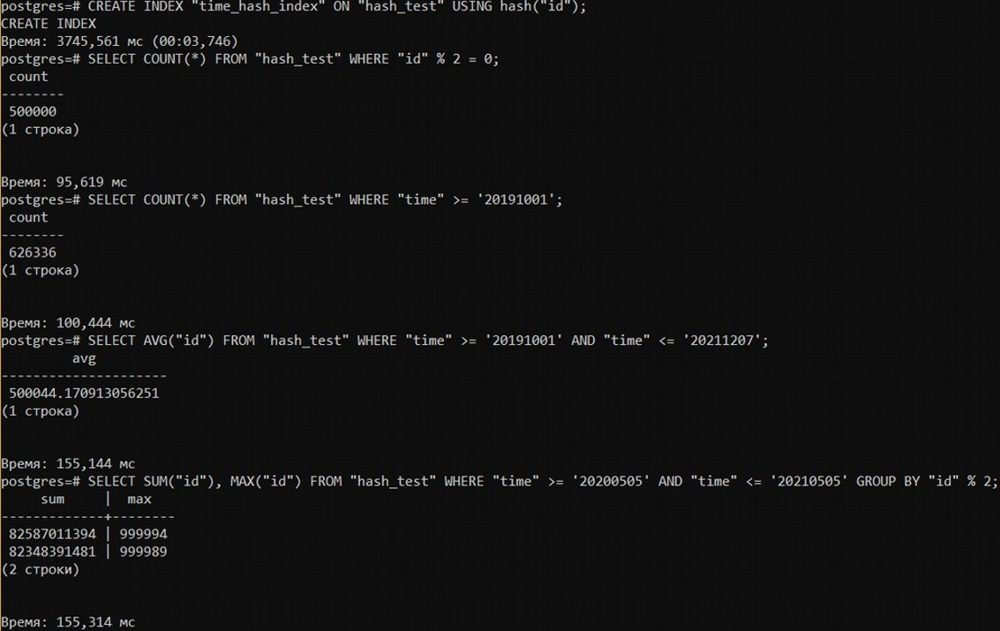 postgres=# CREATE INDEX "time_hash_index" ON "hash_test" USING hash("id");
CREATE INDEX
Время: 3745,561 мс (00:03,746)
postgres=# SELECT COUNT(*) FROM "hash_test" WHERE "id" % 2 = 0;
count
--------
500000
(1 строка)
Время: 95,619 мс
postgres=# SELECT COUNT(*) FROM "hash_test" WHERE "time" >= '20191001';
count
--------
626336
(1 строка)
Время: 100,444 мс
postgres=# SELECT AVG("id") FROM "hash_test" WHERE "time" >= '20191001' AND "time" <= '20211207';
avg
---------------------
500044.170913056251
(1 строка)
Время: 155,144 мс
postgres=# SELECT SUM("id"), MAX("id") FROM "hash_test" WHERE "time" >= '20200505' AND "time" <= '20210505' GROUP BY "id" % 2;
sum | max
-------------+--------
82587011394 | 999994
82348391481 | 999989
(2 строки)
Время: 155,314 мс